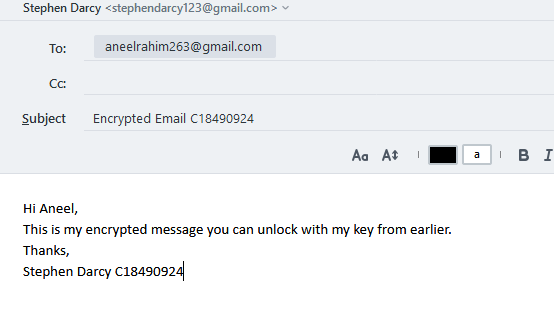 Stephen Darcy <stephendarcy123@gmail.com>
To: aneelrahim263@gmail.com
Cc:
Subject Encrypted Email C18490924
Aa A a B I
Hi Aneel,
This is my encrypted message you can unlock with my key from earlier.
Thanks,
Stephen Darcy C18490924